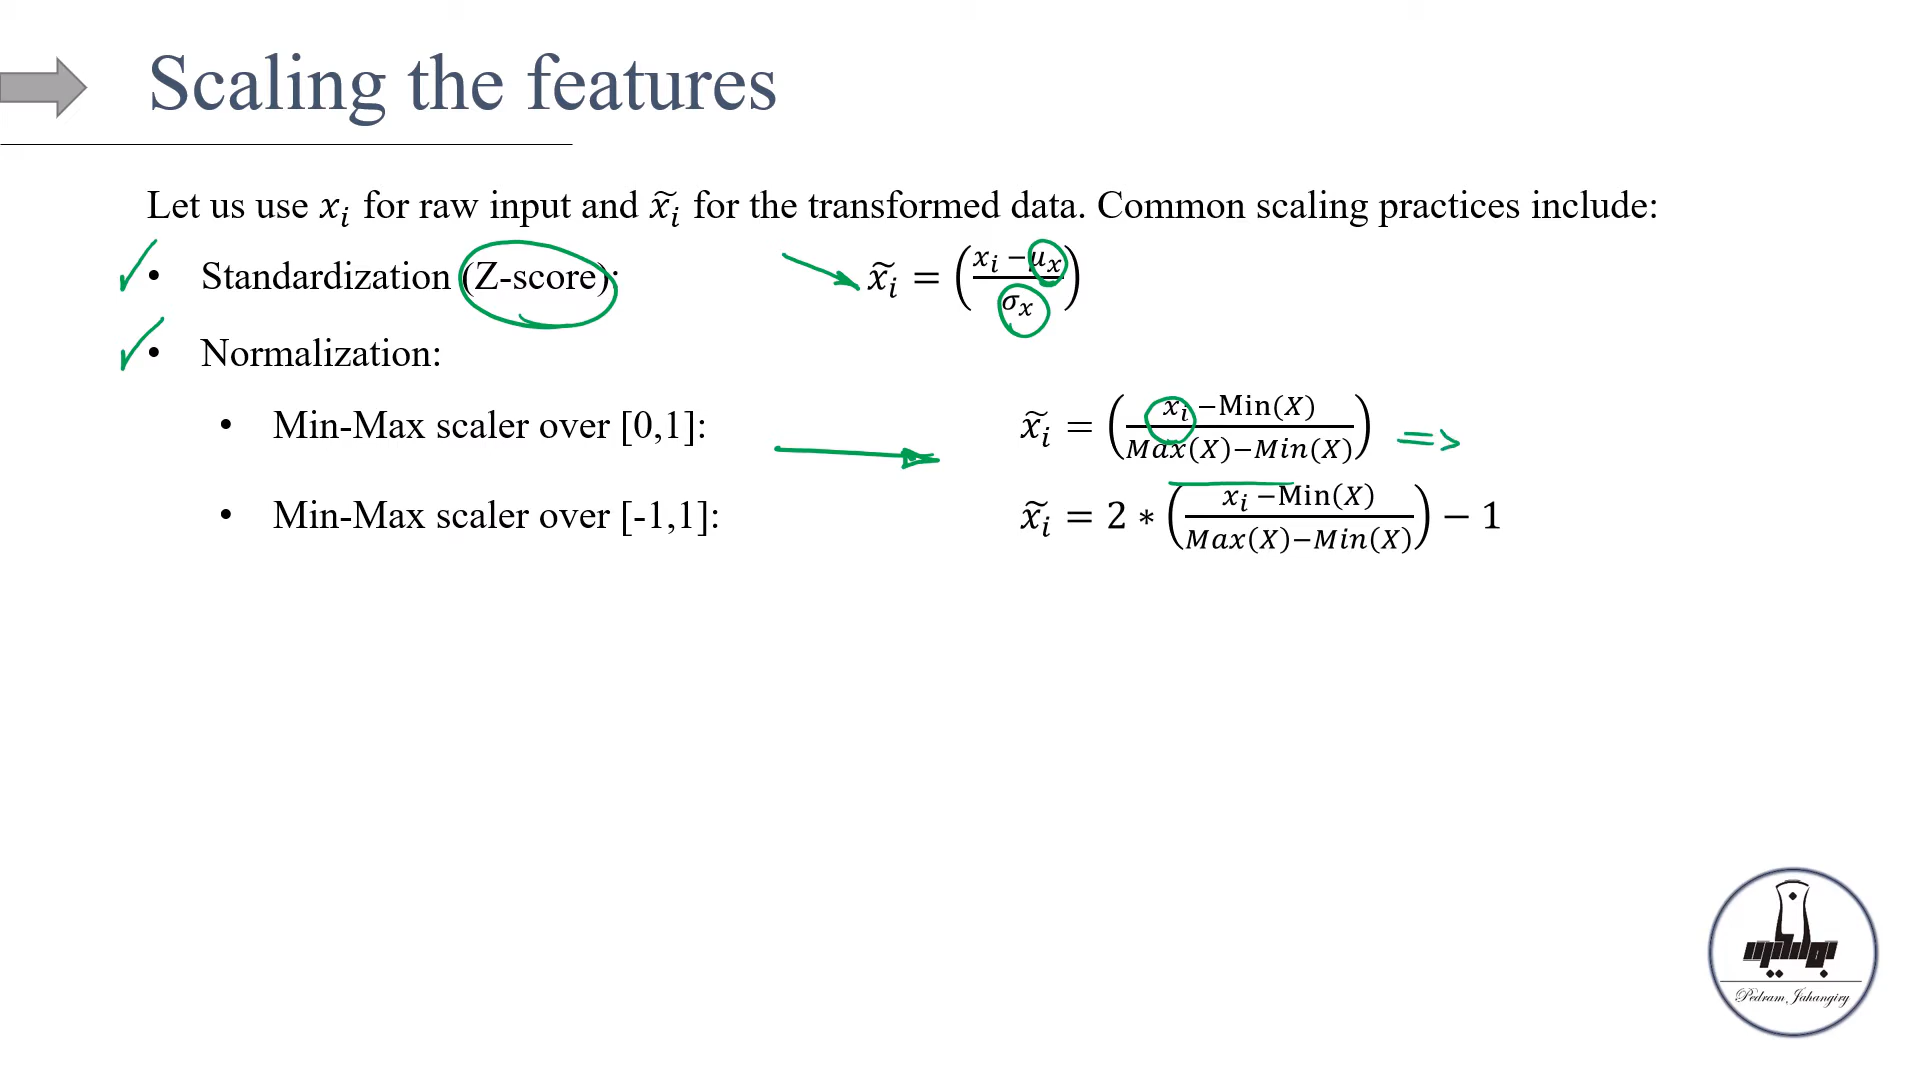 Scaling the features
Let us use 𝑥ᵢ for raw input and 𝑥̃ᵢ for the transformed data. Common scaling practices include:
• Standardization (Z-score): 𝑥̃ᵢ = (𝑥ᵢ − 𝜇ₓ / 𝜎ₓ)
• Normalization:
• Min-Max scaler over [0,1]: 𝑥̃ᵢ = (𝑥ᵢ −Min(𝑋) / 𝑀𝑎𝑥(𝑋)−𝑀𝑖𝑛(𝑋)) =>
• Min-Max scaler over [-1,1]: 𝑥̃ᵢ = 2 ∗ (𝑥ᵢ −Min(𝑋) / 𝑀𝑎𝑥(𝑋)−𝑀𝑖𝑛(𝑋)) − 1
Pedram Jahangiry